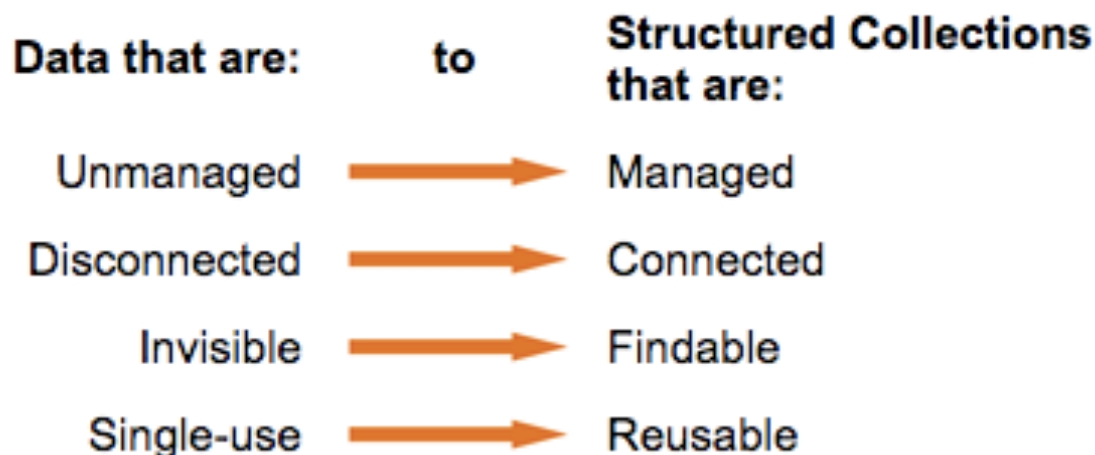 Data that are: to Structured Collections
that are:
Unmanaged Managed
Disconnected Connected
Invisible Findable
Single-use Reusable